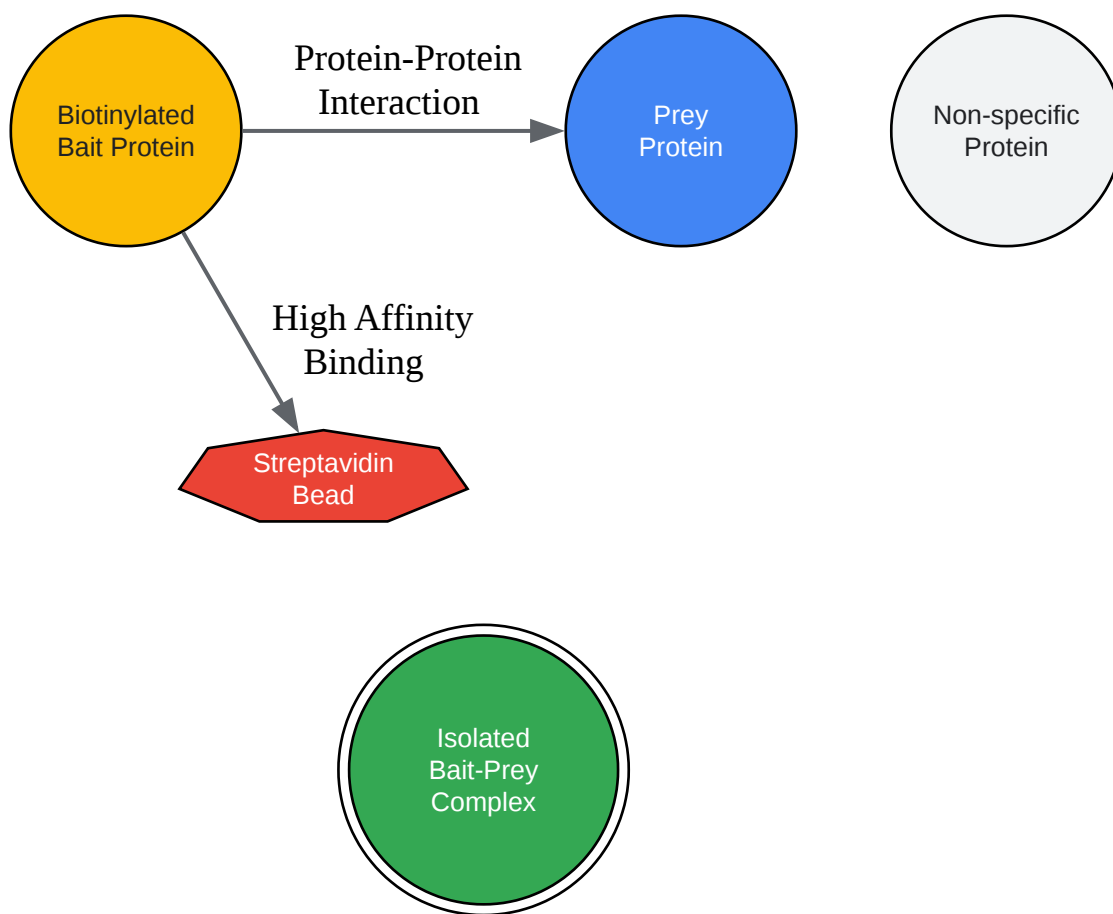 Biotinylated
Bait Protein
Protein-Protein
Interaction
Prey
Protein
Non-specific
Protein
High Affinity
Binding
Streptavidin
Bead
Isolated
Bait-Prey
Complex